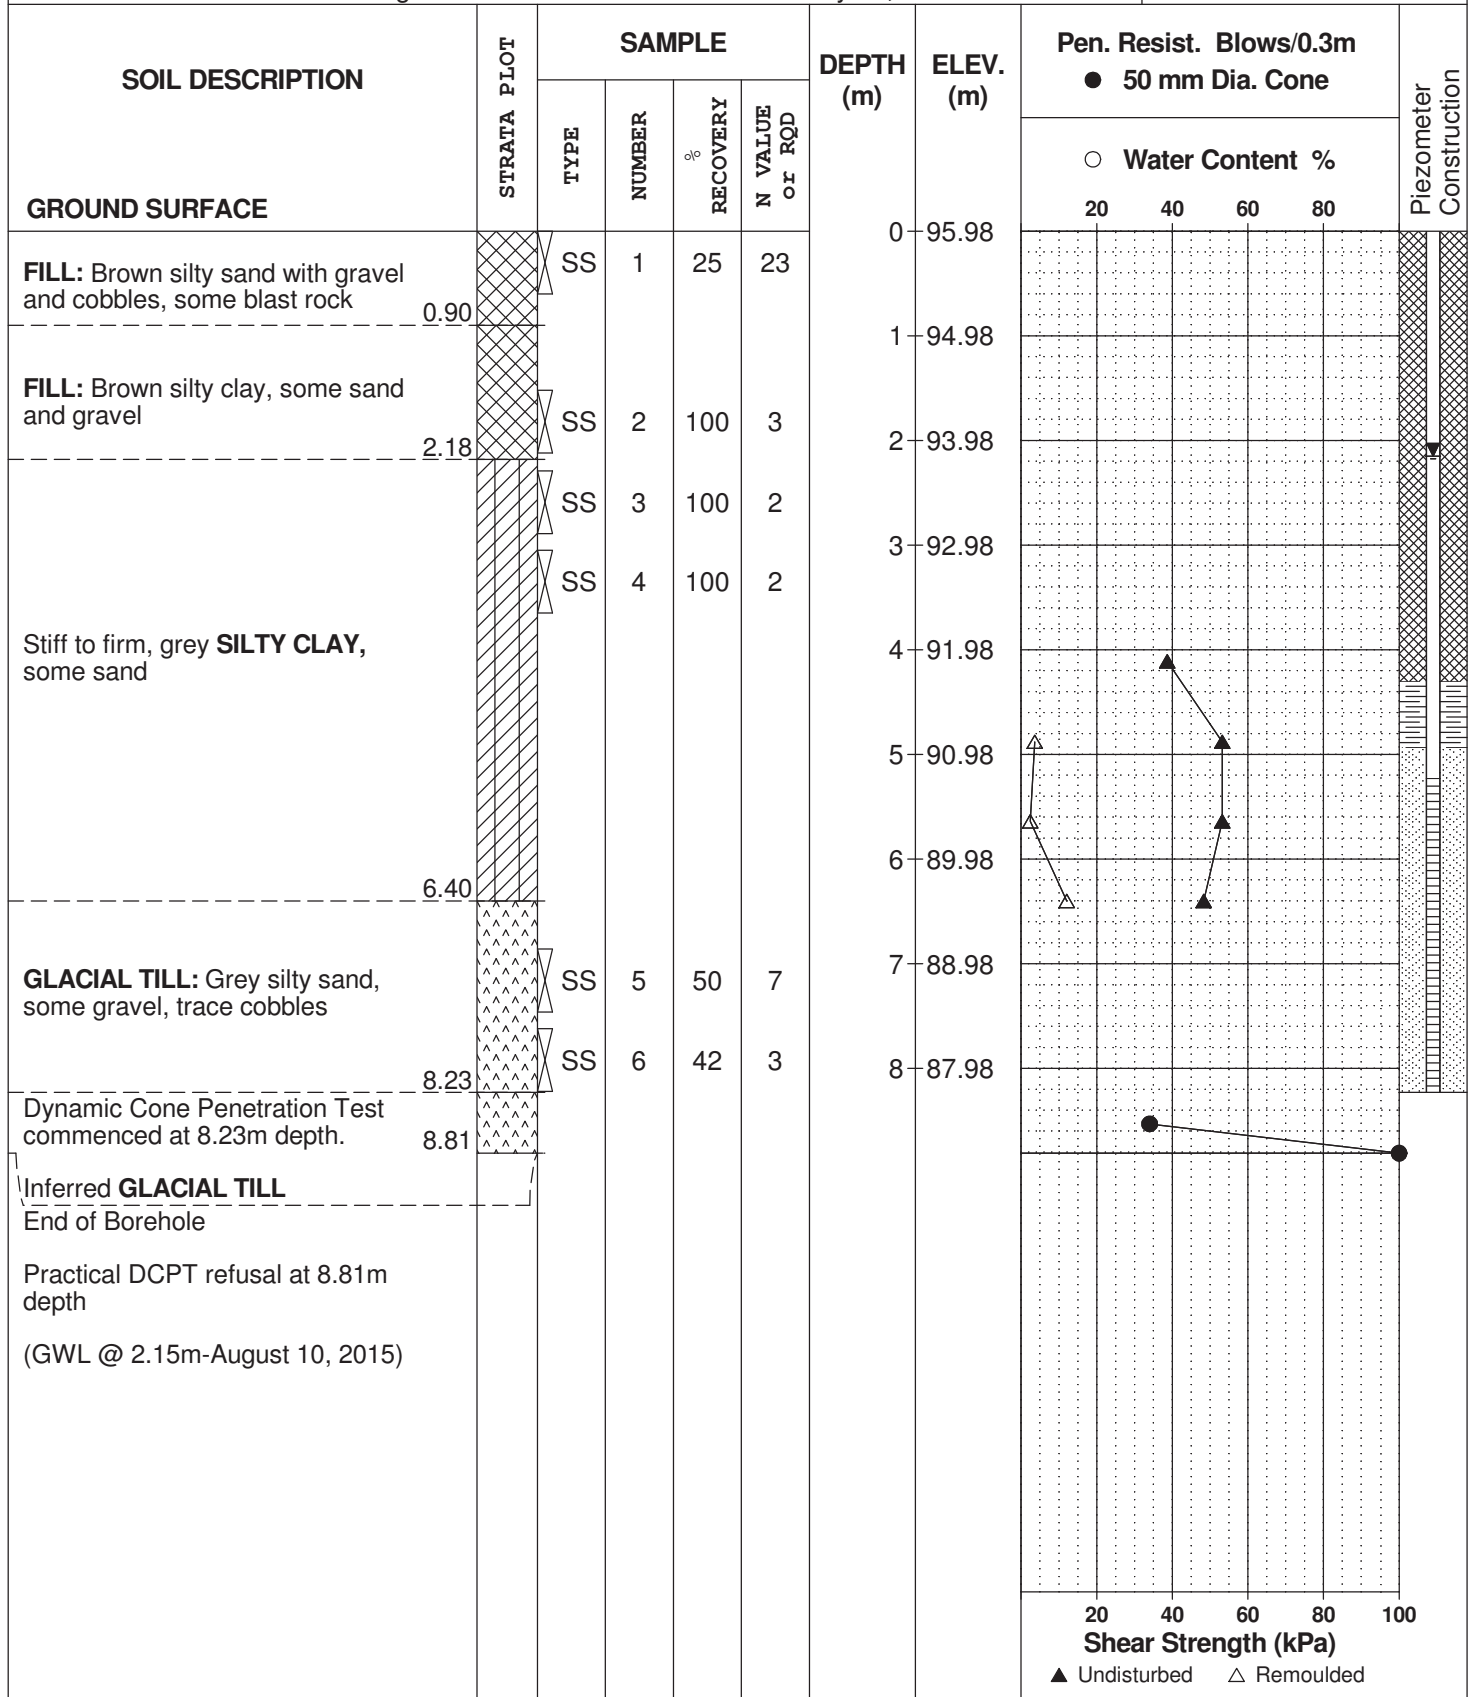 SOIL DESCRIPTION
GROUND SURFACE
STRATA PLOT
SAMPLE
TYPE
NUMBER
%
RECOVERY
N VALUE
or RQD
DEPTH
(m)
ELEV.
(m)
Pen. Resist. Blows/0.3m
● 50 mm Dia. Cone
○ Water Content %
20 40 60 80
Piezometer
Construction
0 95.98
FILL: Brown silty sand with gravel
and cobbles, some blast rock
0.90
SS 1 25 23
1 94.98
FILL: Brown silty clay, some sand
and gravel
2.18
SS 2 100 3
2 93.98
SS 3 100 2
3 92.98
SS 4 100 2
Stiff to firm, grey SILTY CLAY,
some sand
4 91.98
5 90.98
6 89.98
6.40
GLACIAL TILL: Grey silty sand,
some gravel, trace cobbles
SS 5 50 7
7 88.98
SS 6 42 3
8 87.98
8.23
Dynamic Cone Penetration Test
commenced at 8.23m depth.
8.81
Inferred GLACIAL TILL
End of Borehole
Practical DCPT refusal at 8.81m
depth
(GWL @ 2.15m-August 10, 2015)
20 40 60 80 100
Shear Strength (kPa)
▲ Undisturbed △ Remoulded